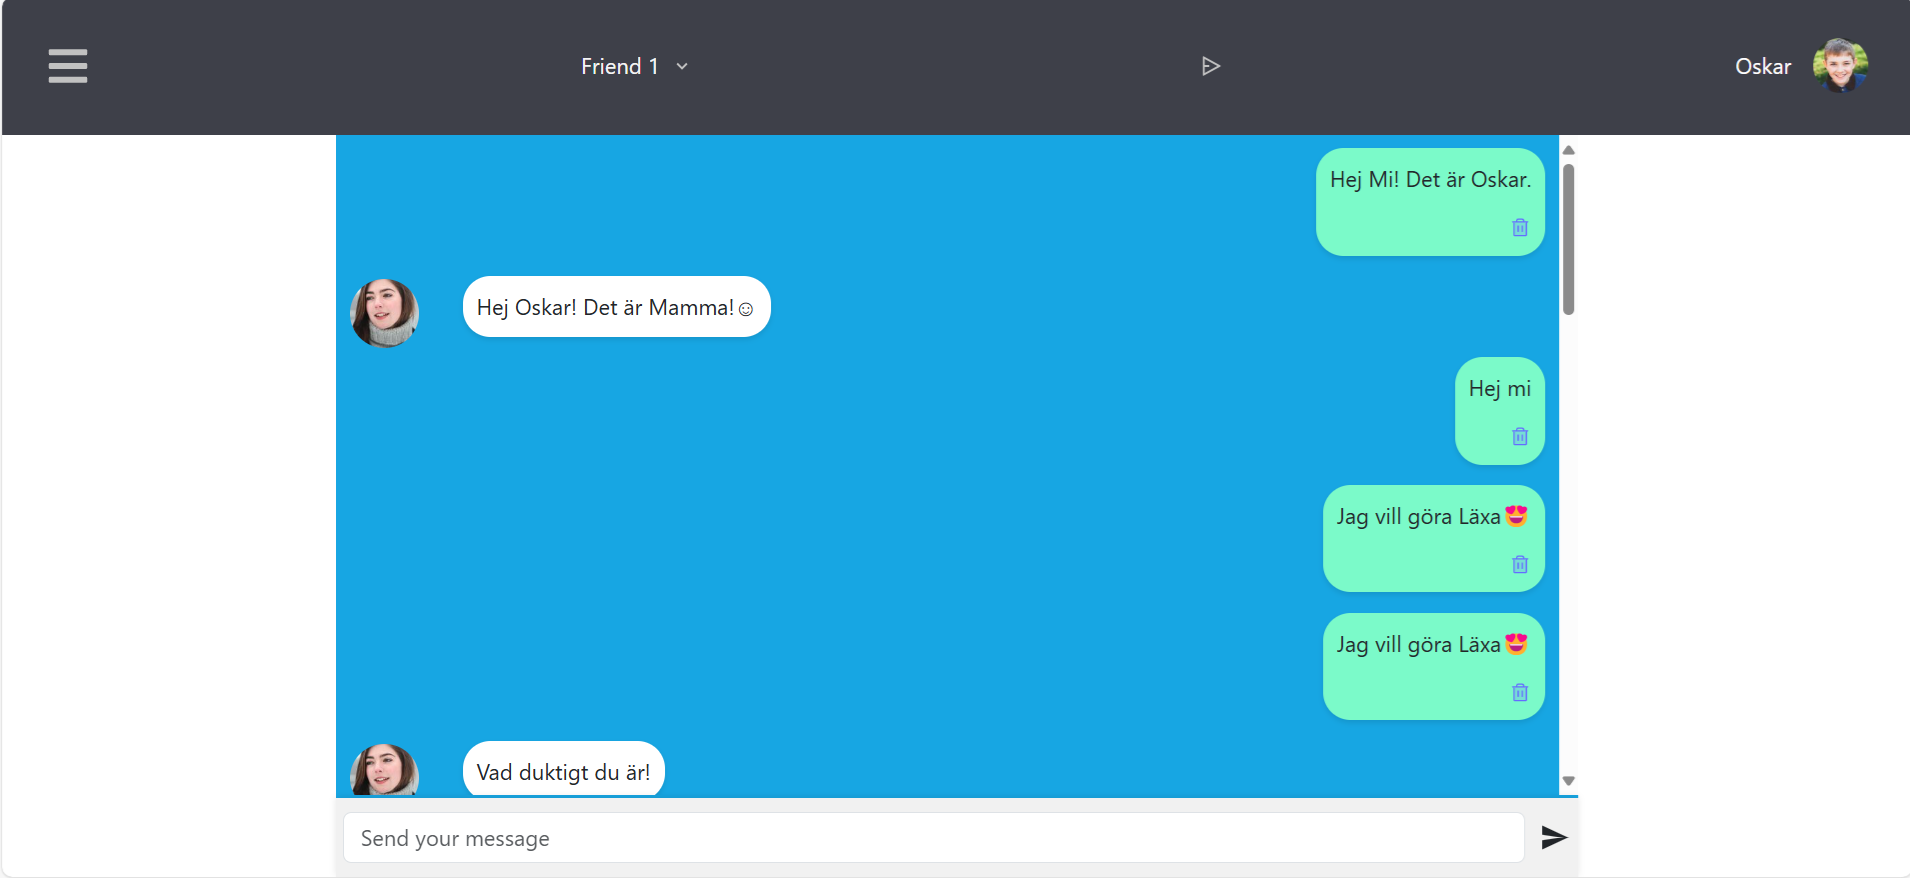 Friend 1
Oskar
Hej Mi! Det är Oskar.
Hej Oskar! Det är Mamma!☺
Hej mi
Jag vill göra Läxa😍
Jag vill göra Läxa😍
Vad duktigt du är!
Send your message